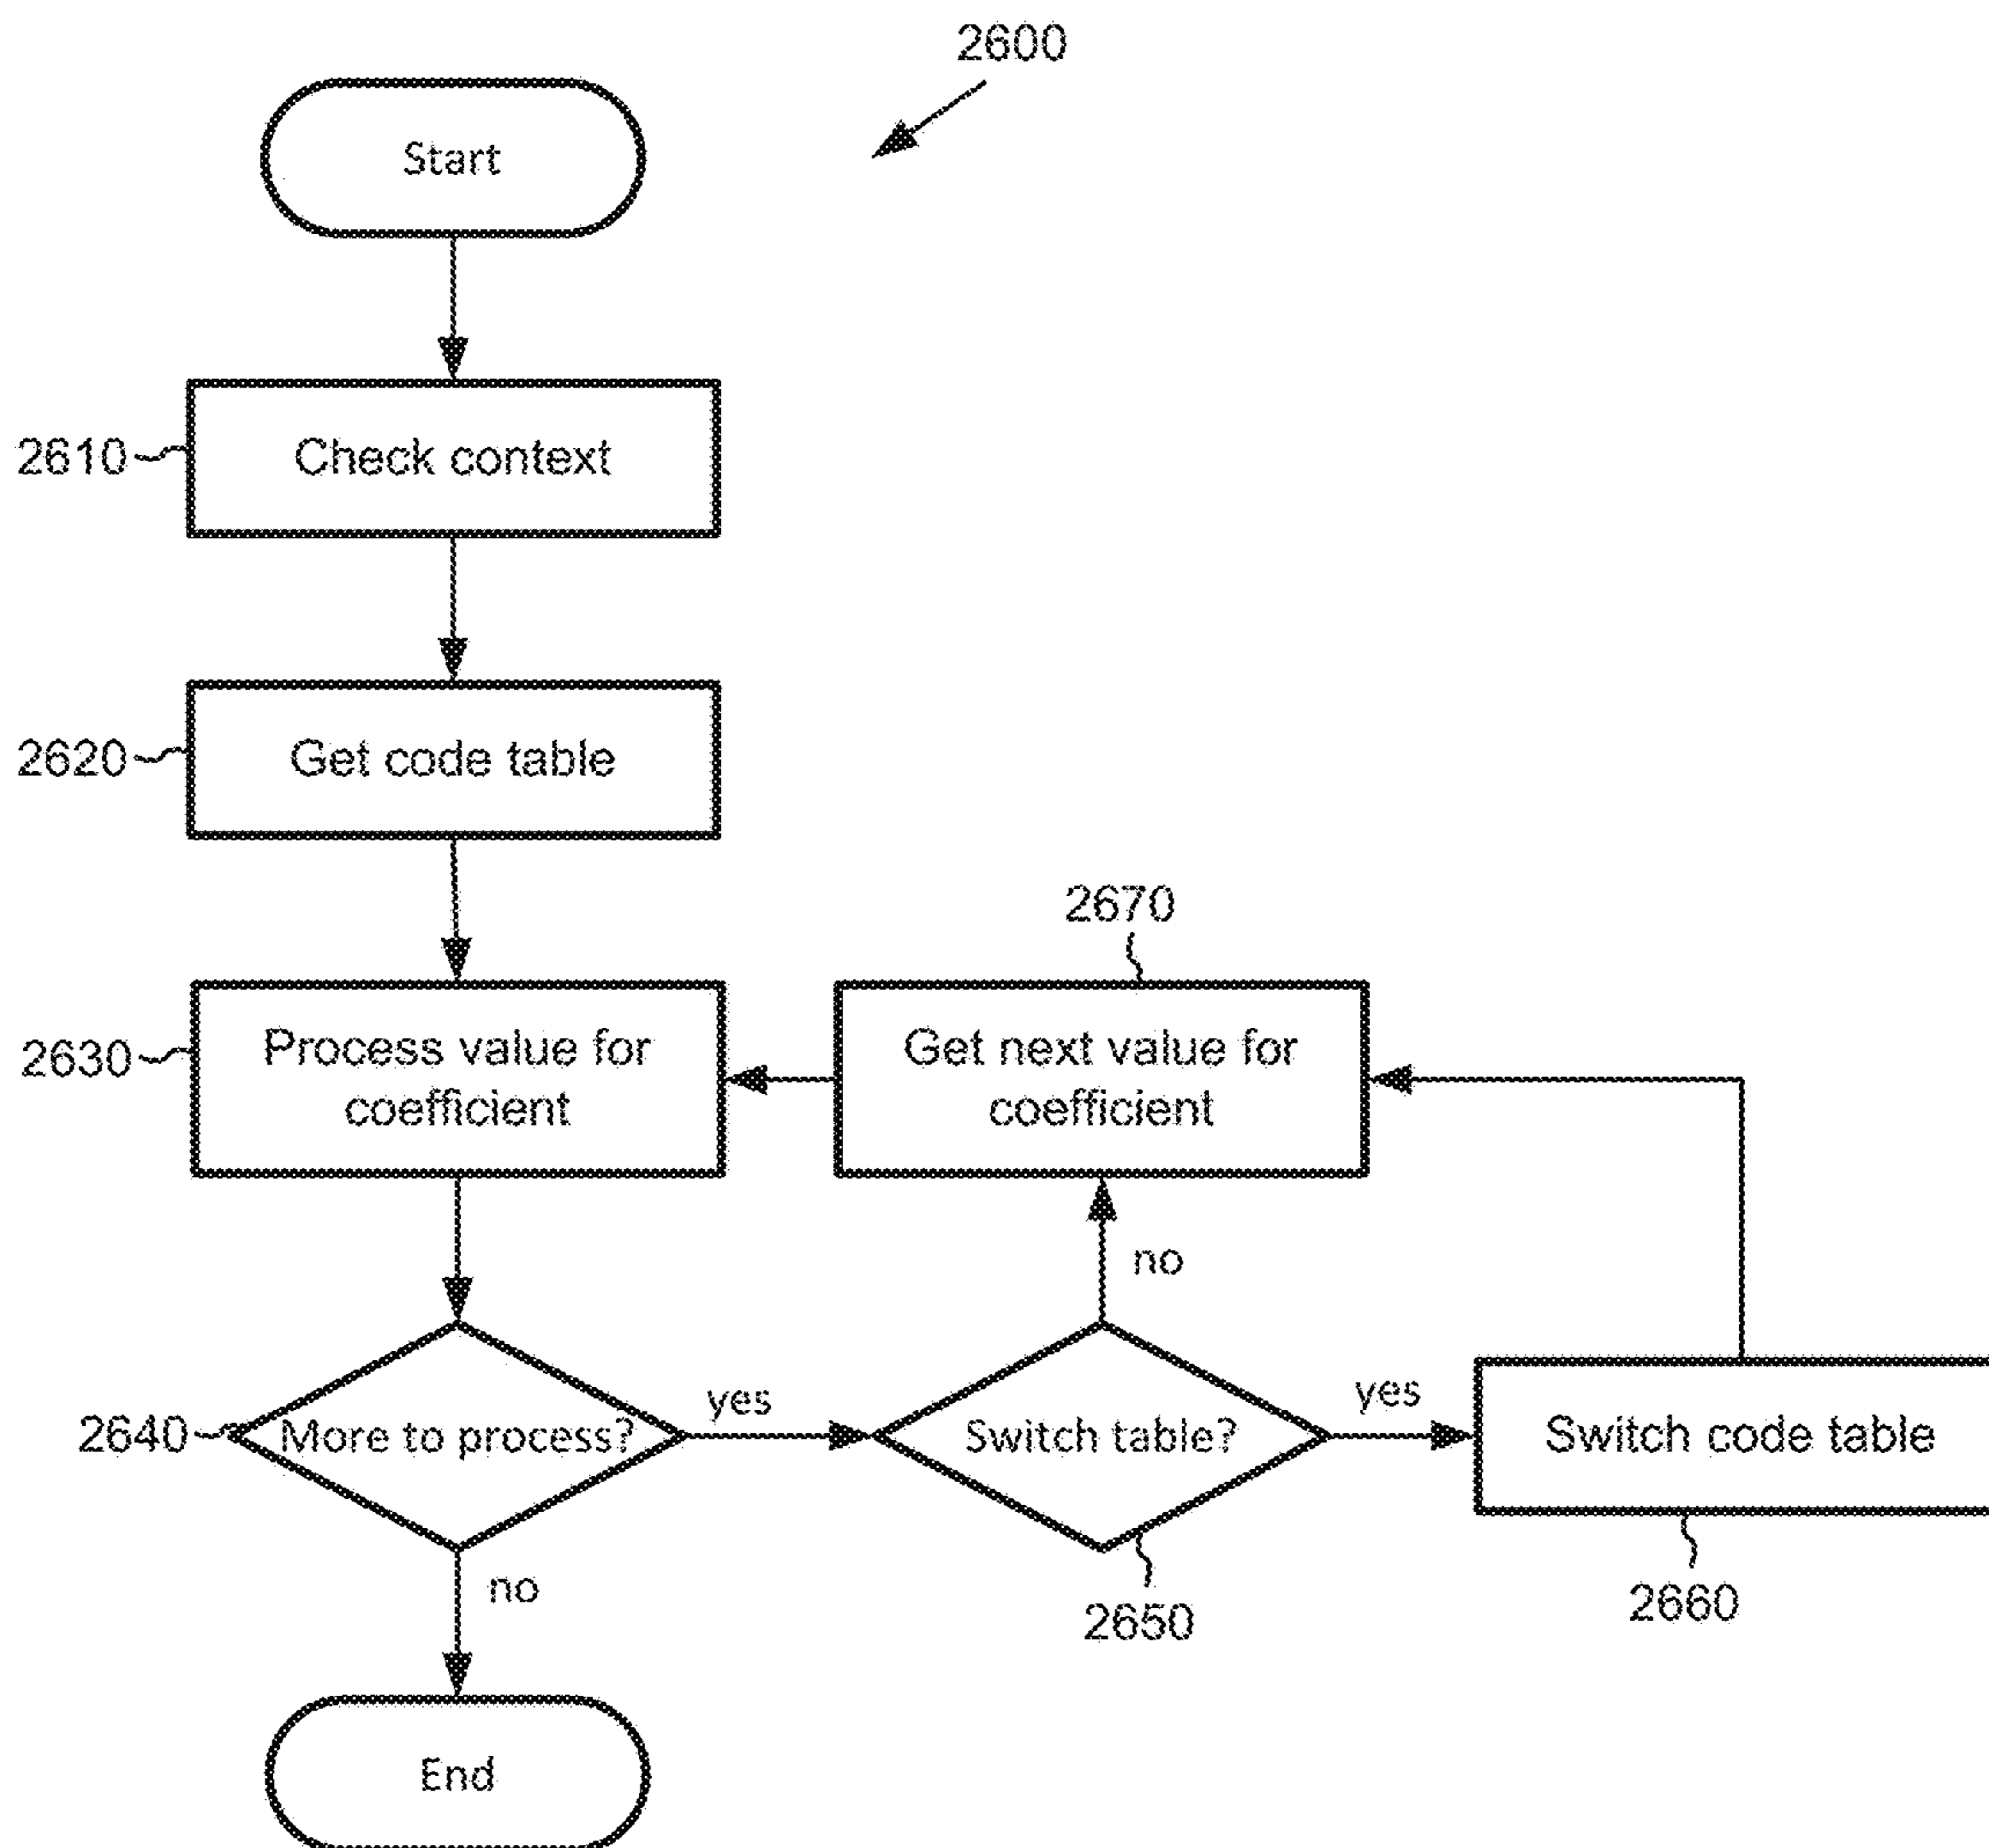 2600
Start
2610
Check context
2620
Get code table
2670
2630
Process value for
coefficient
Get next value for
coefficient
no
2640
More to process?
yes
Switch table?
yes
Switch code table
no
2650
2660
End